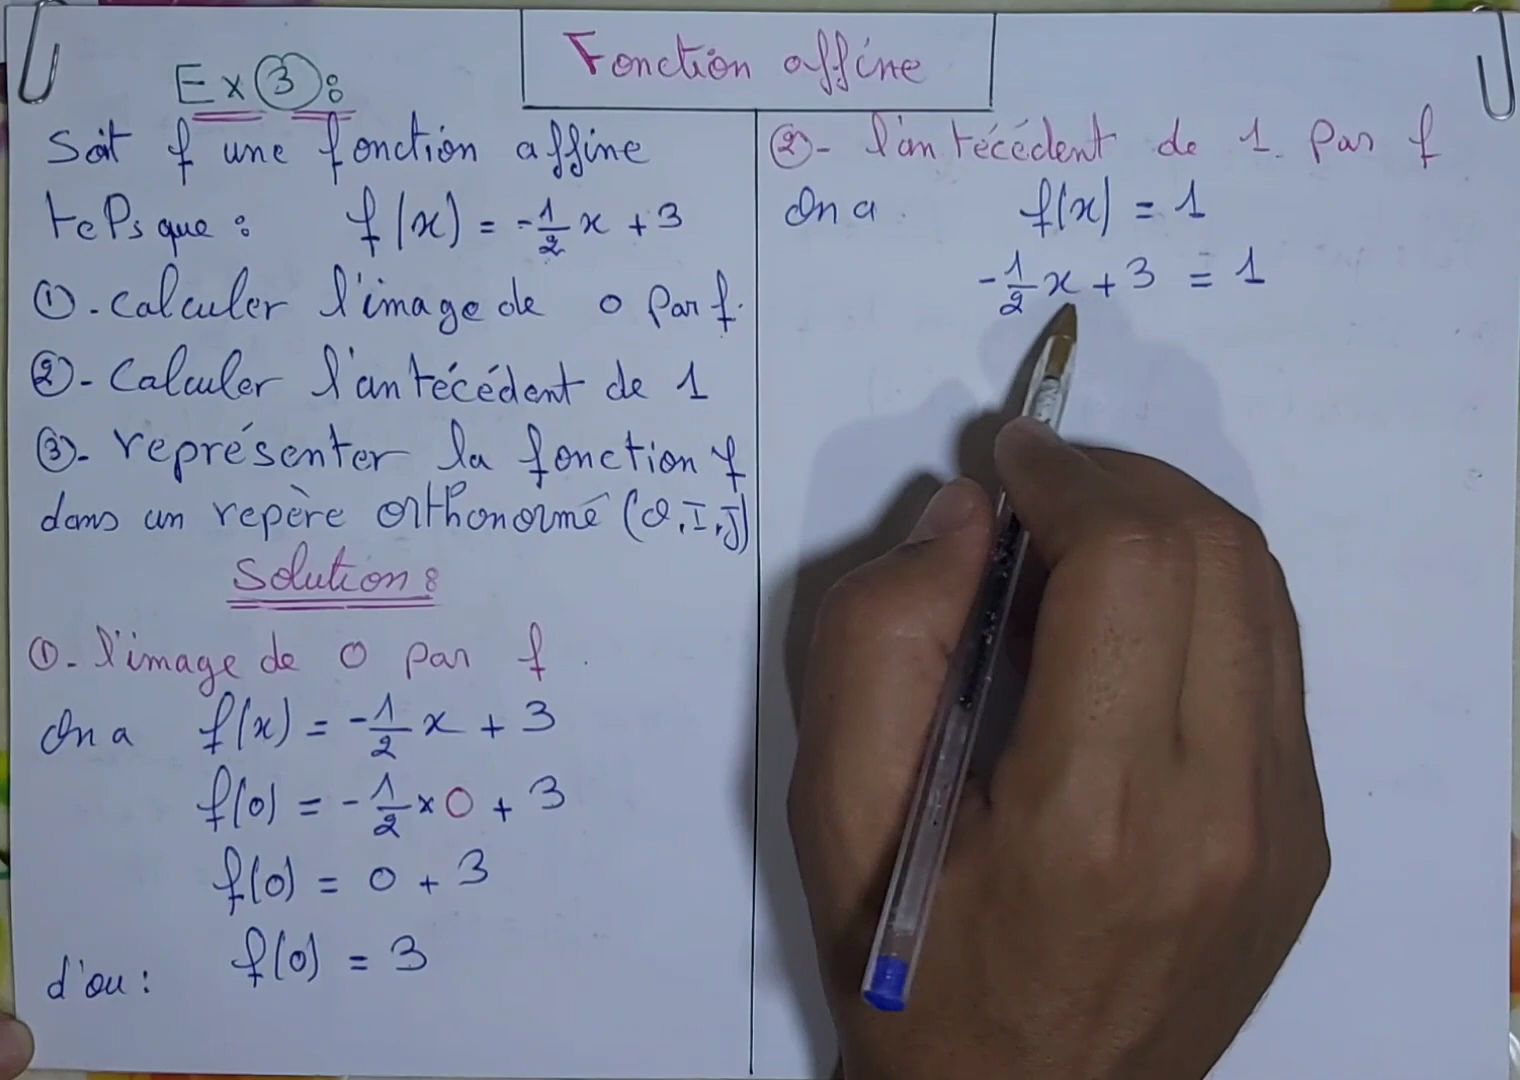 Fonction affine
Ex ③:
Soit f une fonction affine
tels que : f(x) = -1/2 x + 3
①- Calculer l'image de 0 par f.
②- Calculer l'antécédent de 1
③- représenter la fonction f
dans un repère orthonormé (O,I,J)
Solution :
①- l'image de 0 par f.
On a f(x) = -1/2 x + 3
f(0) = -1/2 × 0 + 3
f(0) = 0 + 3
d'ou : f(0) = 3
②- l'antécédent de 1 par f
On a f(x) = 1
-1/2 x + 3 = 1